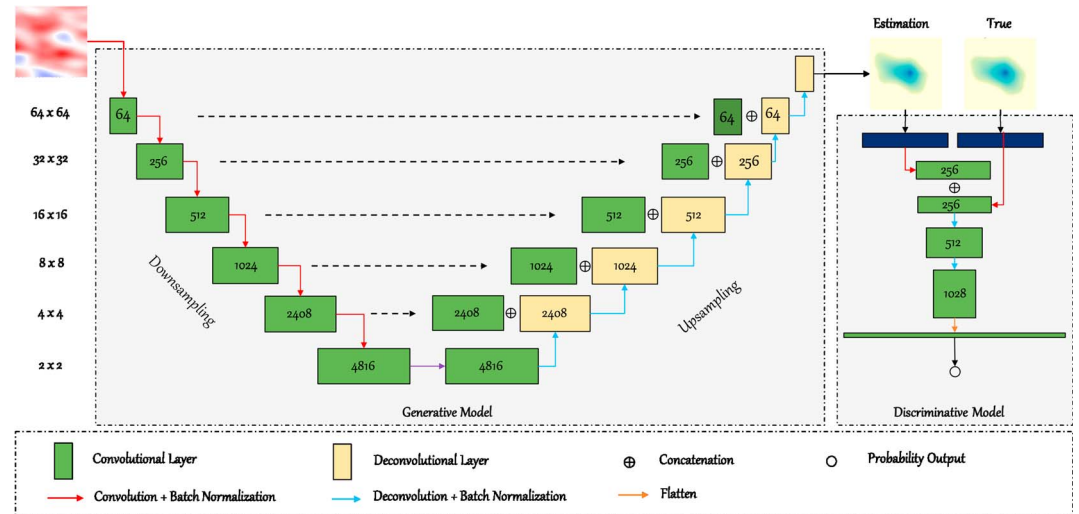 Estimation True
64 x 64 64 64 ⊕ 64
32 x 32 256 256 ⊕ 256 256
⊕
16 x 16 512 512 ⊕ 512 256
512
8 x 8 Downsampling 1024 1024 ⊕ 1024 Upsampling
1028
4 x 4 2408 2408 ⊕ 2408
2 x 2 4816 4816
Generative Model Discriminative Model
Convolutional Layer Deconvolutional Layer ⊕ Concatenation Probability Output
Convolution + Batch Normalization Deconvolution + Batch Normalization Flatten